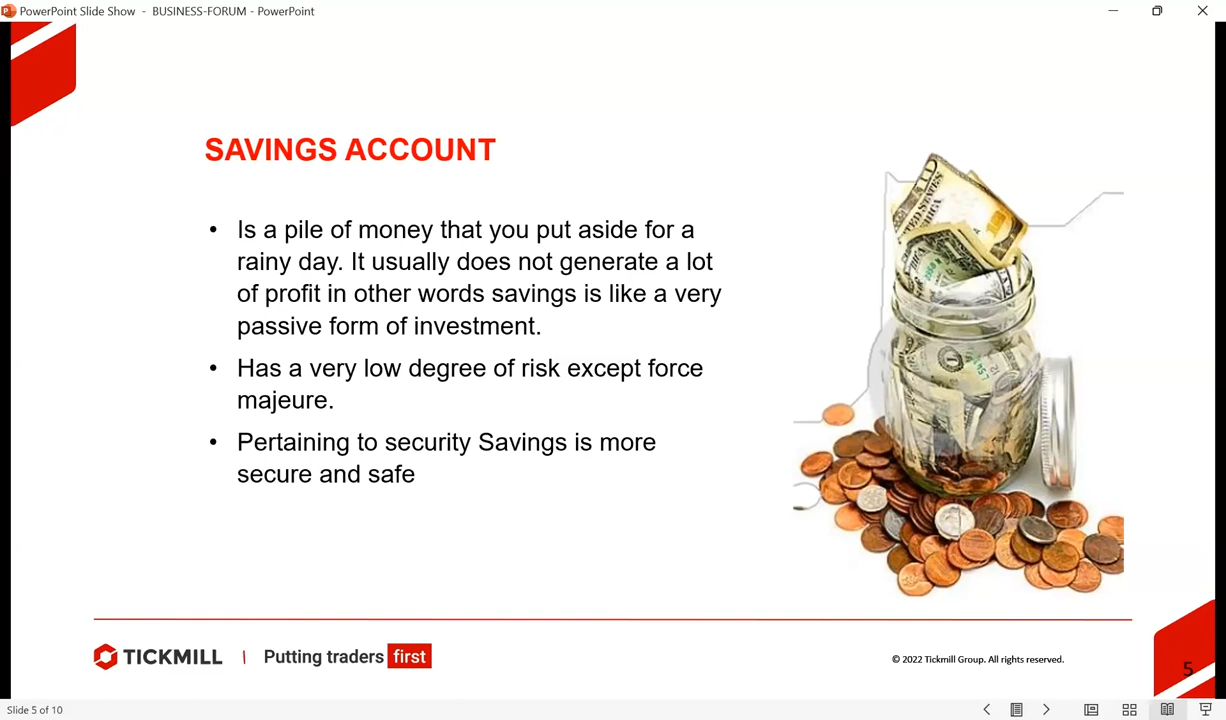 PowerPoint Slide Show - BUSINESS-FORUM - PowerPoint
SAVINGS ACCOUNT
• Is a pile of money that you put aside for a
rainy day. It usually does not generate a lot
of profit in other words savings is like a very
passive form of investment.
• Has a very low degree of risk except force
majeure.
• Pertaining to security Savings is more
secure and safe
TICKMILL | Putting traders first
© 2022 Tickmill Group. All rights reserved.
5
Slide 5 of 10